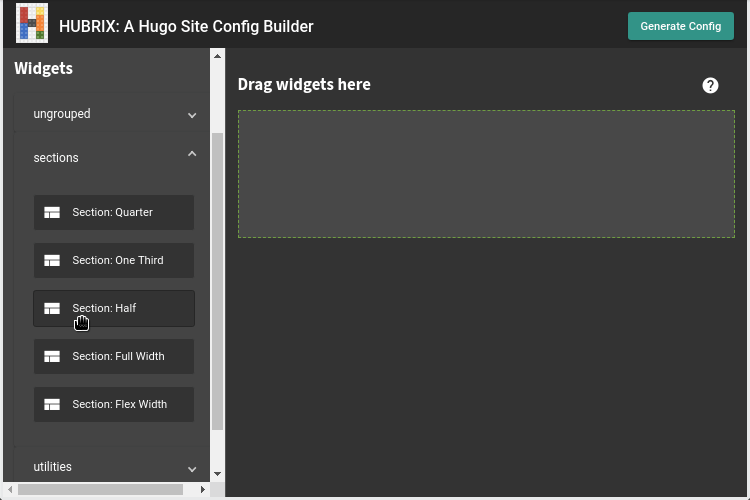 HUBRIX: A Hugo Site Config Builder
Generate Config
Widgets
ungrouped
sections
Section: Quarter
Section: One Third
Section: Half
Section: Full Width
Section: Flex Width
utilities
Drag widgets here
?